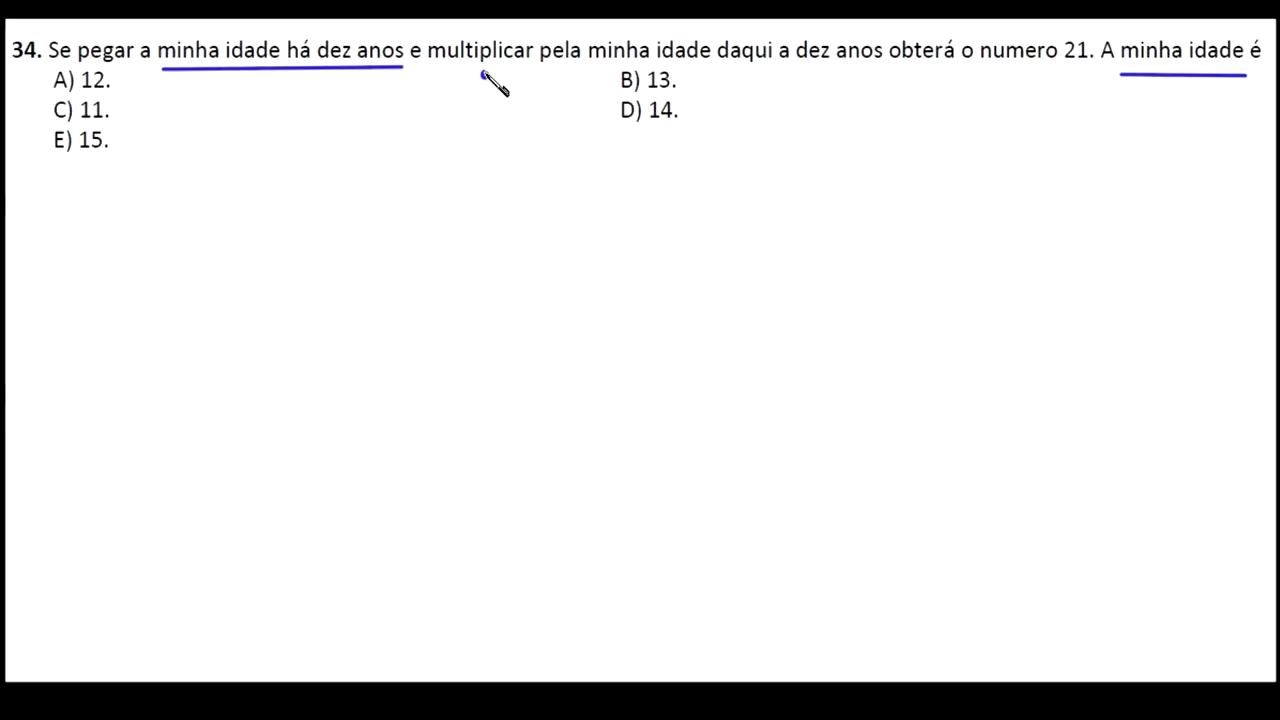 34. Se pegar a minha idade há dez anos e multiplicar pela minha idade daqui a dez anos obterá o numero 21. A minha idade é
A) 12. B) 13.
C) 11. D) 14.
E) 15.